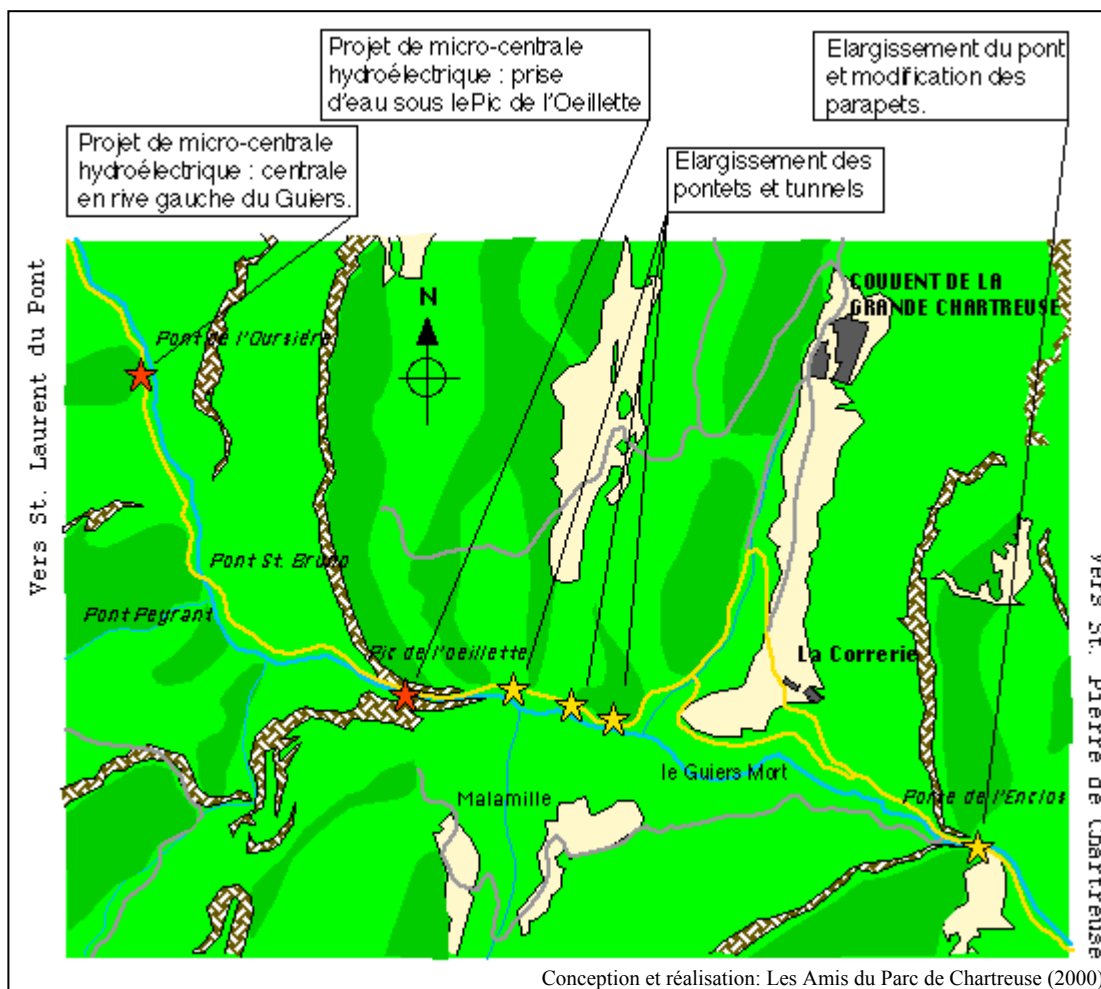 Projet de micro-centrale
hydroélectrique : prise
d'eau sous le Pic de l'Oeillette
Elargissement du pont
et modification des
parapets.
Projet de micro-centrale
hydroélectrique : centrale
en rive gauche du Guiers.
Elargissement des
pontets et tunnels
Vers St. Laurent du Pont
N
COUVENT DE LA
GRANDE CHARTREUSE
Pont de l'Oursière
Pont St. Bruno
Pont Peyrant
Pic de l'oeillette
La Correrie
le Guiers Mort
Malamille
Porte de l'Enclos
Vers St. Pierre de Chartreuse
Conception et réalisation: Les Amis du Parc de Chartreuse (2000)